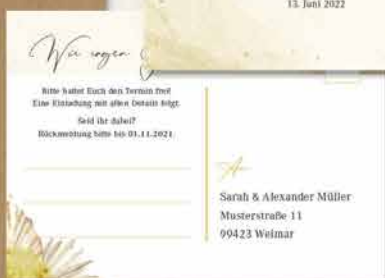 13. Juni 2022
Wir sagen
Bitte haltet Euch den Termin frei!
Eine Einladung mit allen Details folgt.
Seid ihr dabei?
Rückmeldung bitte bis 01.11.2021
An:
Sarah & Alexander Müller
Musterstraße 11
99423 Weimar